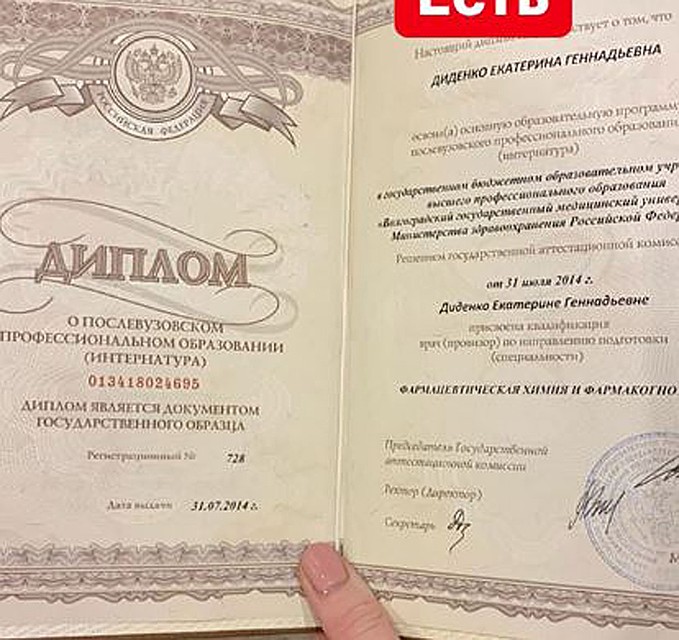 РОССИЙСКАЯ ФЕДЕРАЦИЯ
ДИПЛОМ
О ПОСЛЕВУЗОВСКОМ
ПРОФЕССИОНАЛЬНОМ ОБРАЗОВАНИИ
(ИНТЕРНАТУРА)
013418024695
ДИПЛОМ ЯВЛЯЕТСЯ ДОКУМЕНТОМ
ГОСУДАРСТВЕННОГО ОБРАЗЦА
Регистрационный № 728
Дата выдачи 31.07.2014 г.
ЕСТЬ
Настоящий о том, что
ДИДЕНКО ЕКАТЕРИНА ГЕННАДЬЕВНА
освоил(а) основную образовательную
послевузовского профессионального
(интернатура)
в государственном бюджетном образовательном
высшего профессионального образования
«Волгоградский государственный медицинский
Министерства здравоохранения Российской
Решением государственной аттестационной
от 31 июля 2014 г.
Диденко Екатерине Геннадьевне
присвоена квалификация
врач (провизор) по направлению подготовки
(специальности)
ФАРМАЦЕВТИЧЕСКАЯ ХИМИЯ И
Председатель Государственной
аттестационной комиссии
Ректор (директор)
Секретарь